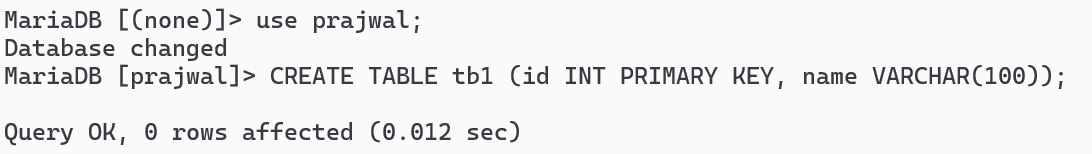 MariaDB [(none)]> use prajwal;
Database changed
MariaDB [prajwal]> CREATE TABLE tb1 (id INT PRIMARY KEY, name VARCHAR(100));
Query OK, 0 rows affected (0.012 sec)